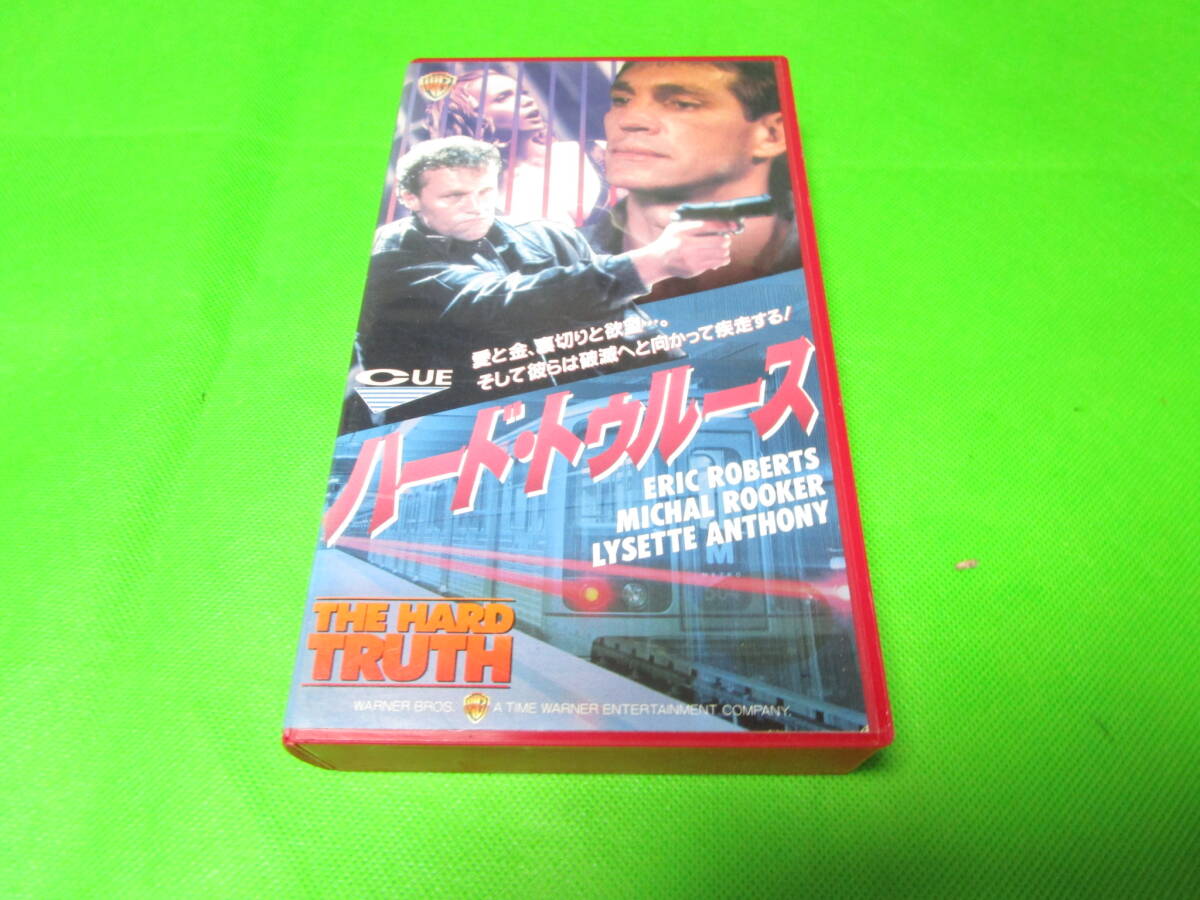 愛と金、裏切りと欲望…。
そして彼らは破滅へと向かって疾走する!
CUE
ハード・トゥルース
ERIC ROBERTS
MICHAL ROOKER
LYSETTE ANTHONY
M
METRO
THE HARD
TRUTH
WARNER BROS. A TIME WARNER ENTERTAINMENT COMPANY.